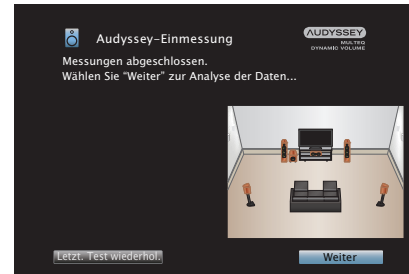 Audyssey-Einmessung
AUDYSSEY
MULTEQ
DYNAMIC VOLUME
Messungen abgeschlossen.
Wählen Sie “Weiter” zur Analyse der Daten...
Letzt. Test wiederhol.
Weiter